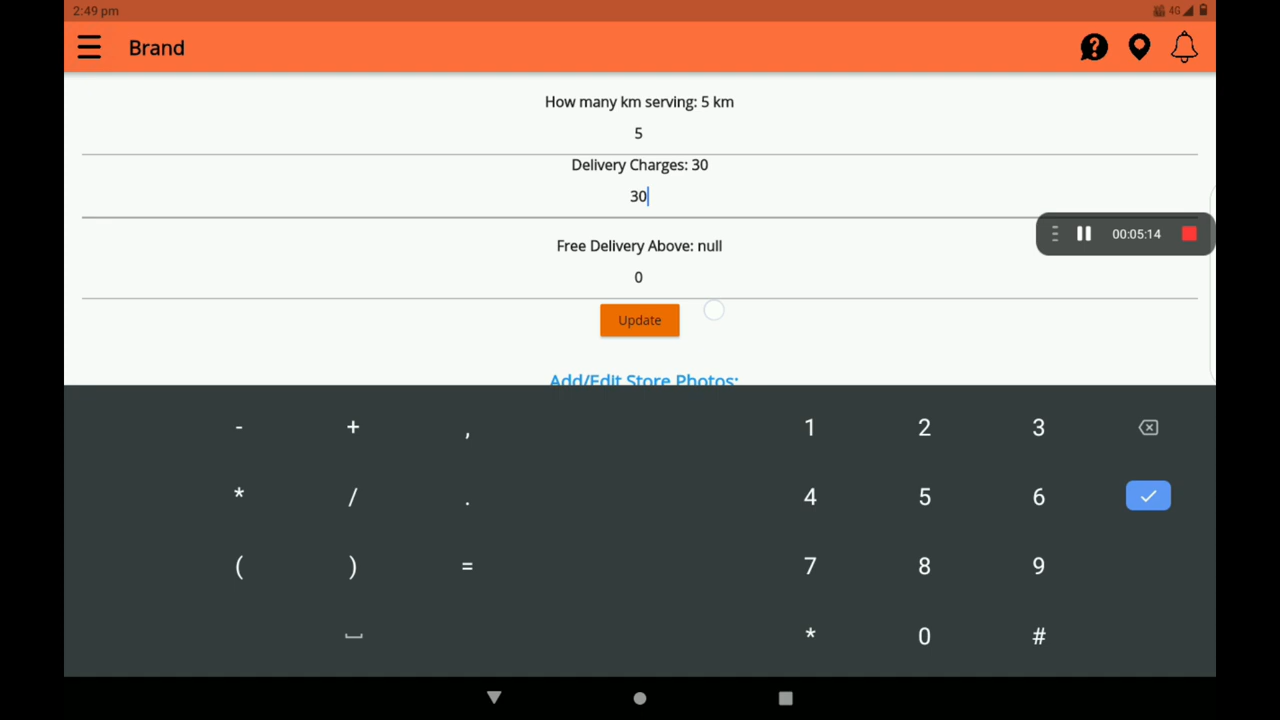 2:49 pm 4G
Brand
How many km serving: 5 km
5
Delivery Charges: 30
30
00:05:14
Free Delivery Above: null
0
Update
Add/Edit Store Photos:
- + , 1 2 3
* / . 4 5 6
( ) = 7 8 9
* 0 #